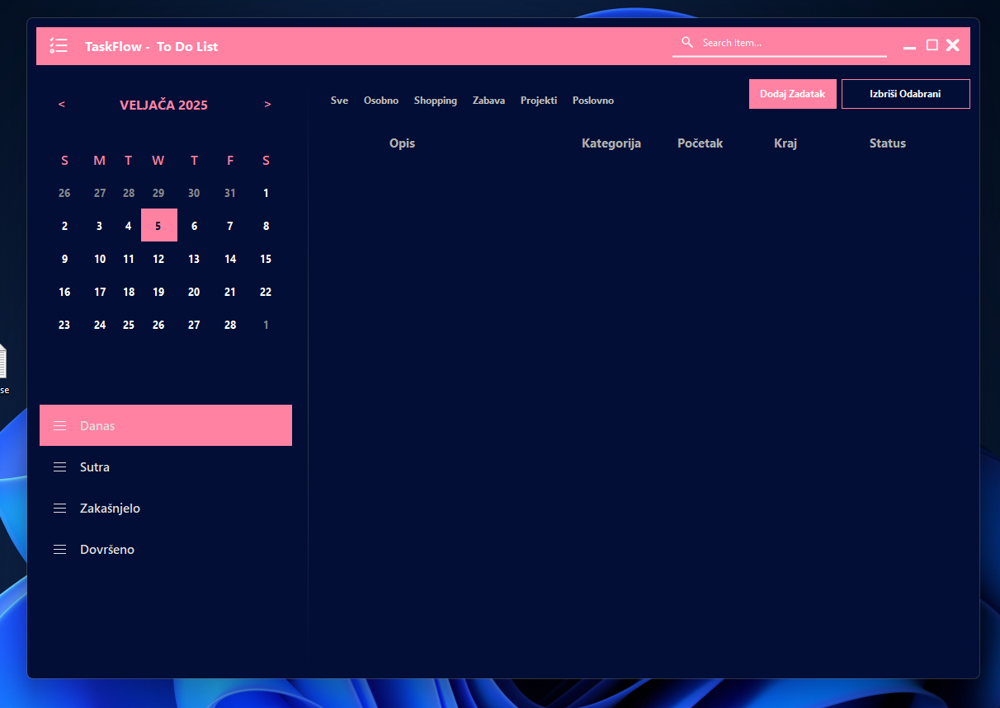 TaskFlow - To Do List
Search Item...
< VELJAČA 2025 >
S M T W T F S
26 27 28 29 30 31 1
2 3 4 5 6 7 8
9 10 11 12 13 14 15
16 17 18 19 20 21 22
23 24 25 26 27 28 1
Danas
Sutra
Zakašnjelo
Dovršeno
Sve Osobno Shopping Zabava Projekti Poslovno
Dodaj Zadatak
Izbriši Odabrani
Opis Kategorija Početak Kraj Status
se